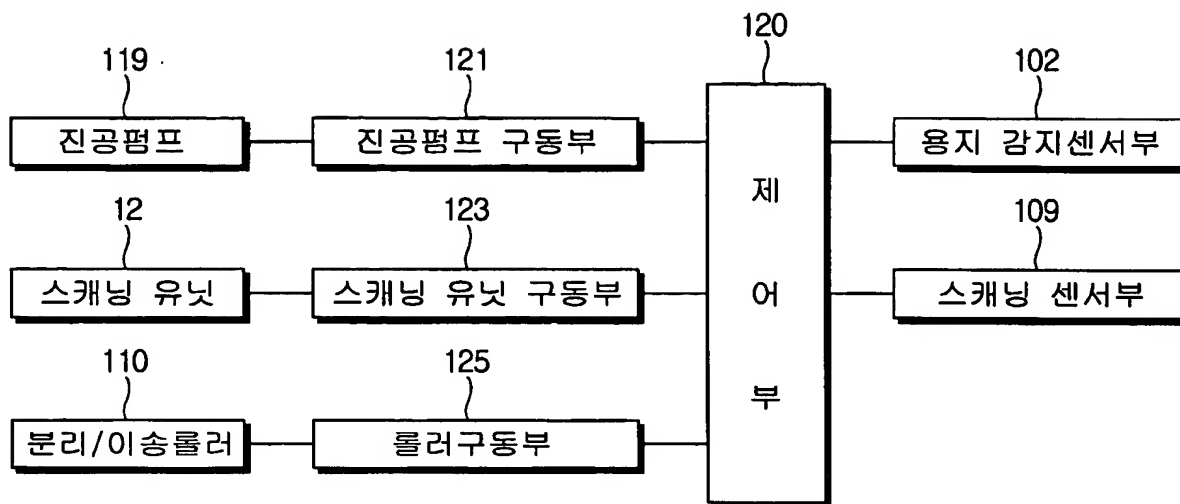 120
119 121 102
진공펌프 진공펌프 구동부 용지 감지센서부
제
12 123 109
스캐닝 유닛 스캐닝 유닛 구동부 어 스캐닝 센서부
110 125
부
분리/이송롤러 롤러구동부